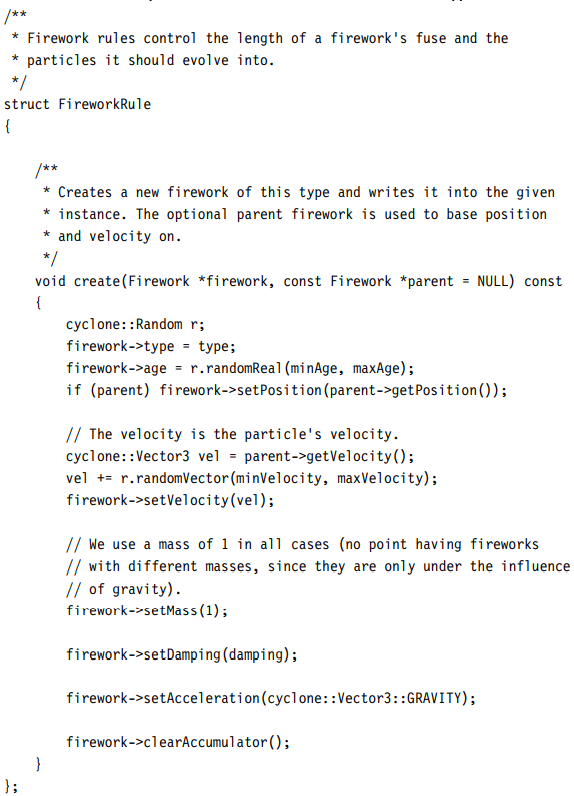 /**
 * Firework rules control the length of a firework's fuse and the
 * particles it should evolve into.
 */
struct FireworkRule
{
    /**
     * Creates a new firework of this type and writes it into the given
     * instance. The optional parent firework is used to base position
     * and velocity on.
     */
    void create(Firework *firework, const Firework *parent = NULL) const
    {
        cyclone::Random r;
        firework->type = type;
        firework->age = r.randomReal(minAge, maxAge);
        if (parent) firework->setPosition(parent->getPosition());
        // The velocity is the particle's velocity.
        cyclone::Vector3 vel = parent->getVelocity();
        vel += r.randomVector(minVelocity, maxVelocity);
        firework->setVelocity(vel);
        // We use a mass of 1 in all cases (no point having fireworks
        // with different masses, since they are only under the influence
        // of gravity).
        firework->setMass(1);
        firework->setDamping(damping);
        firework->setAcceleration(cyclone::Vector3::GRAVITY);
        firework->clearAccumulator();
    }
};